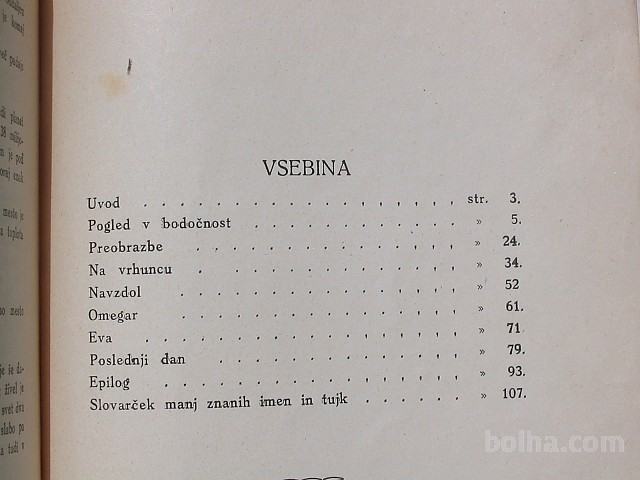 VSEBINA
Uvod . . . . . . . . . . . . . . . . . . str. 3.
Pogled v bodočnost . . . . . . . . . . . » 5.
Preobrazbe . . . . . . . . . . . . . . . » 24.
Na vrhuncu . . . . . . . . . . . . . . . » 34.
Navzdol . . . . . . . . . . . . . . . . » 52
Omegar . . . . . . . . . . . . . . . . . » 61.
Eva . . . . . . . . . . . . . . . . . . » 71
Poslednji dan . . . . . . . . . . . . . » 79.
Epilog . . . . . . . . . . . . . . . . . » 93.
Slovarček manj znanih imen in tujk . . . . . . » 107.
bolha.com